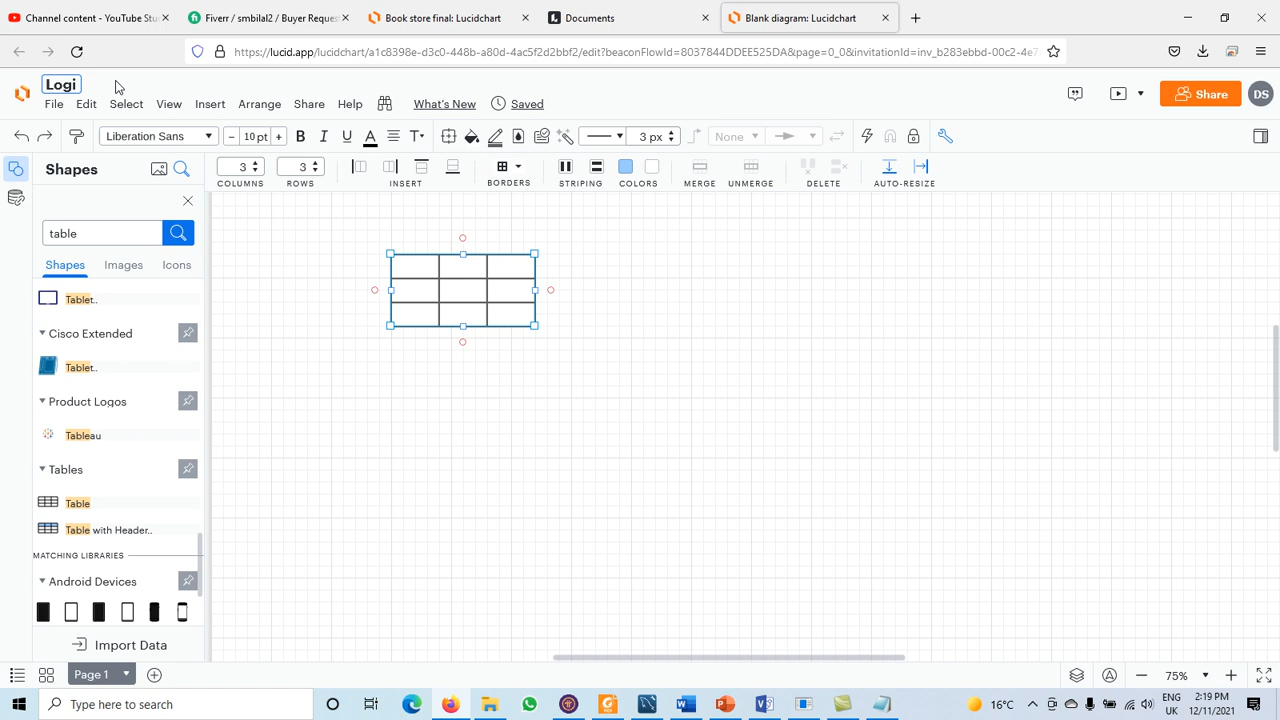 Channel content - YouTube Stu
Fiverr / smbilal2 / Buyer Reques
Book store final: Lucidchart
Documents
Blank diagram: Lucidchart
https://lucid.app/lucidchart/a1c8398e-d3c0-448b-a80d-4ac5f2d2bbf2/edit?beaconFlowId=8037844DDEE525DA&page=0_0&invitationId=inv_b283ebbd-00c2-4e7
Logi
File Edit Select View Insert Arrange Share Help What's New Saved
Share DS
Liberation Sans 10 pt B I U A T 3 px None
Shapes
3 3
COLUMNS ROWS INSERT BORDERS STRIPING COLORS MERGE UNMERGE DELETE AUTO-RESIZE
table
Shapes Images Icons
Tablet..
Cisco Extended
Tablet..
Product Logos
Tableau
Tables
Table
Table with Header..
MATCHING LIBRARIES
Android Devices
Import Data
Page 1
75%
Type here to search
16°C
ENG
UK
2:19 PM
12/11/2021